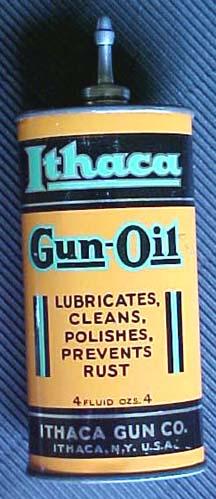 Ithaca
Gun-Oil
LUBRICATES,
CLEANS,
POLISHES,
PREVENTS
RUST
4 FLUID OZS. 4
ITHACA GUN CO.
ITHACA, N.Y. U.S.A.